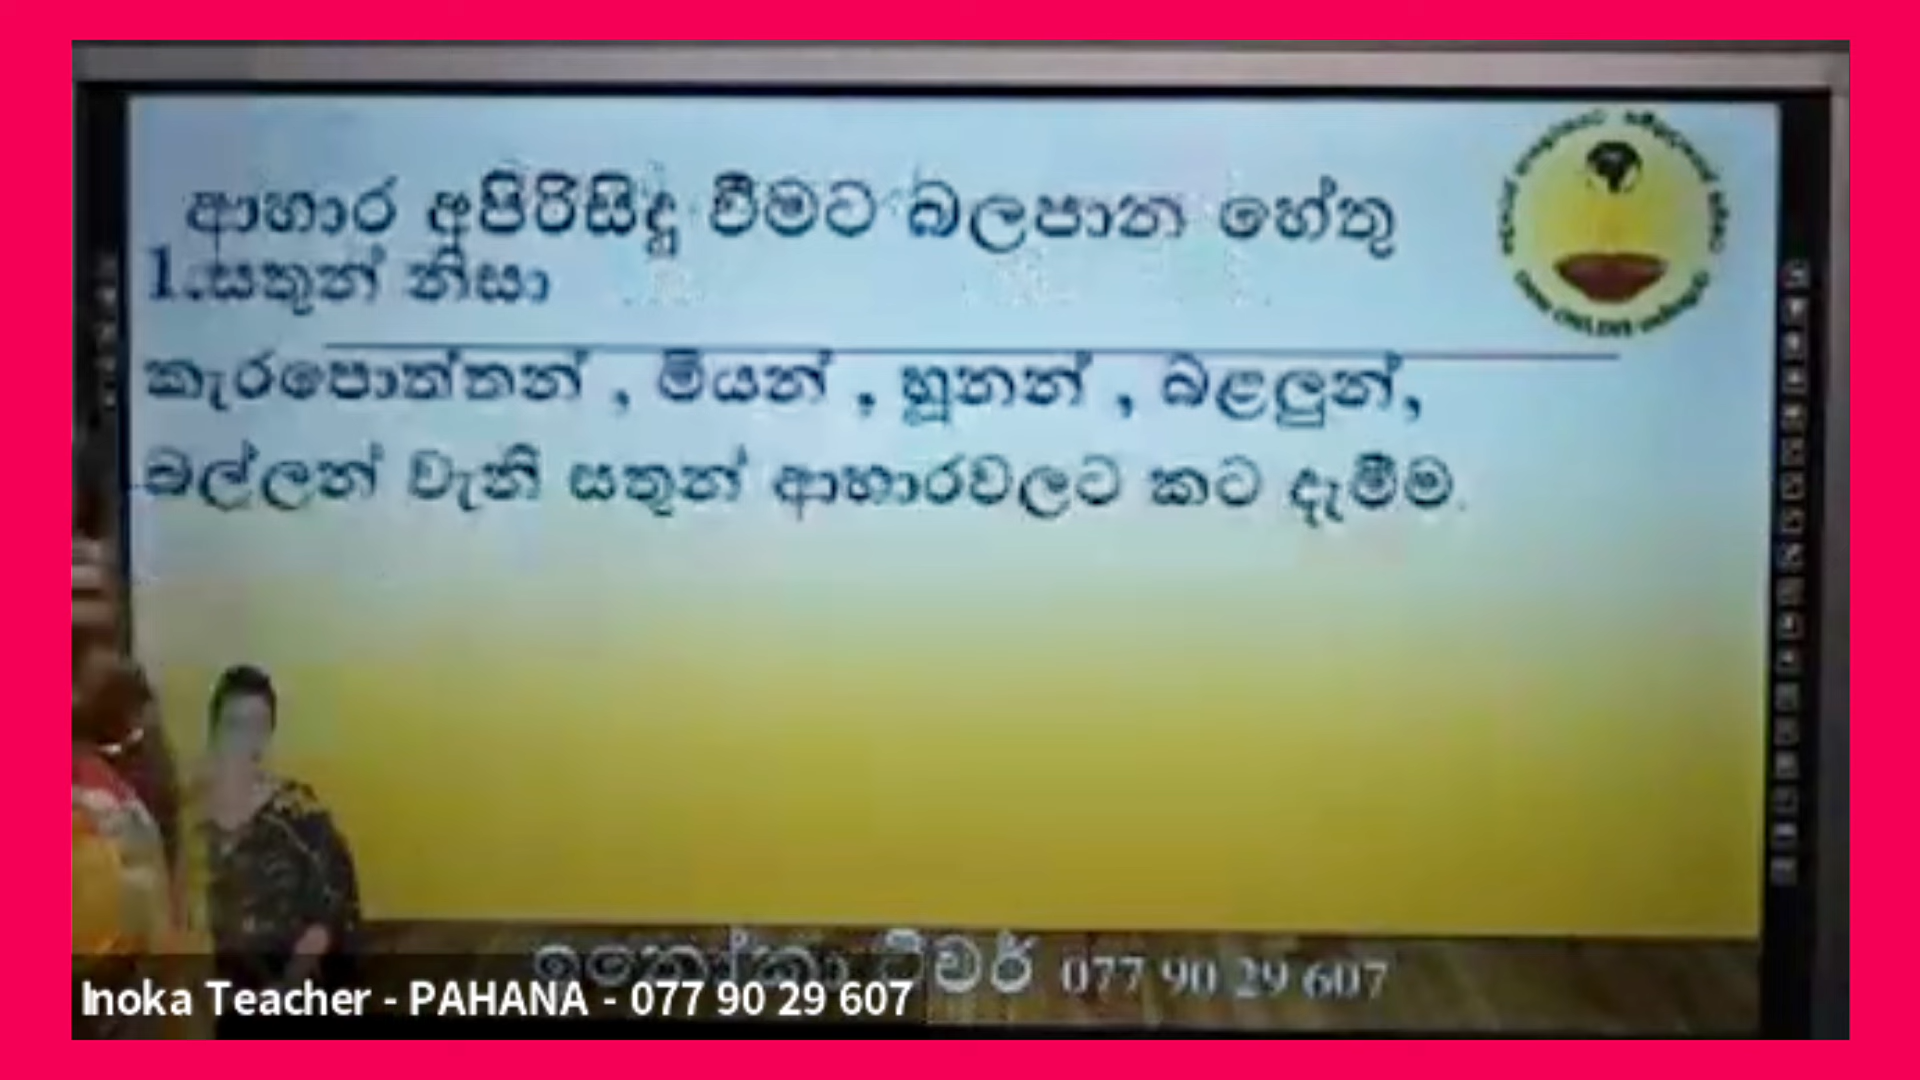 ආහාර අපිරිසිදු වීමට බලපාන හේතු
1.සතුන් නිසා
කැරපොත්තන් , මීයන් , හූනන් , බළලුන්,
බල්ලන් වැනි සතුන් ආහාරවලට කට දැමීම.
ටීචර් 077 90 29 607
Inoka Teacher - PAHANA - 077 90 29 607